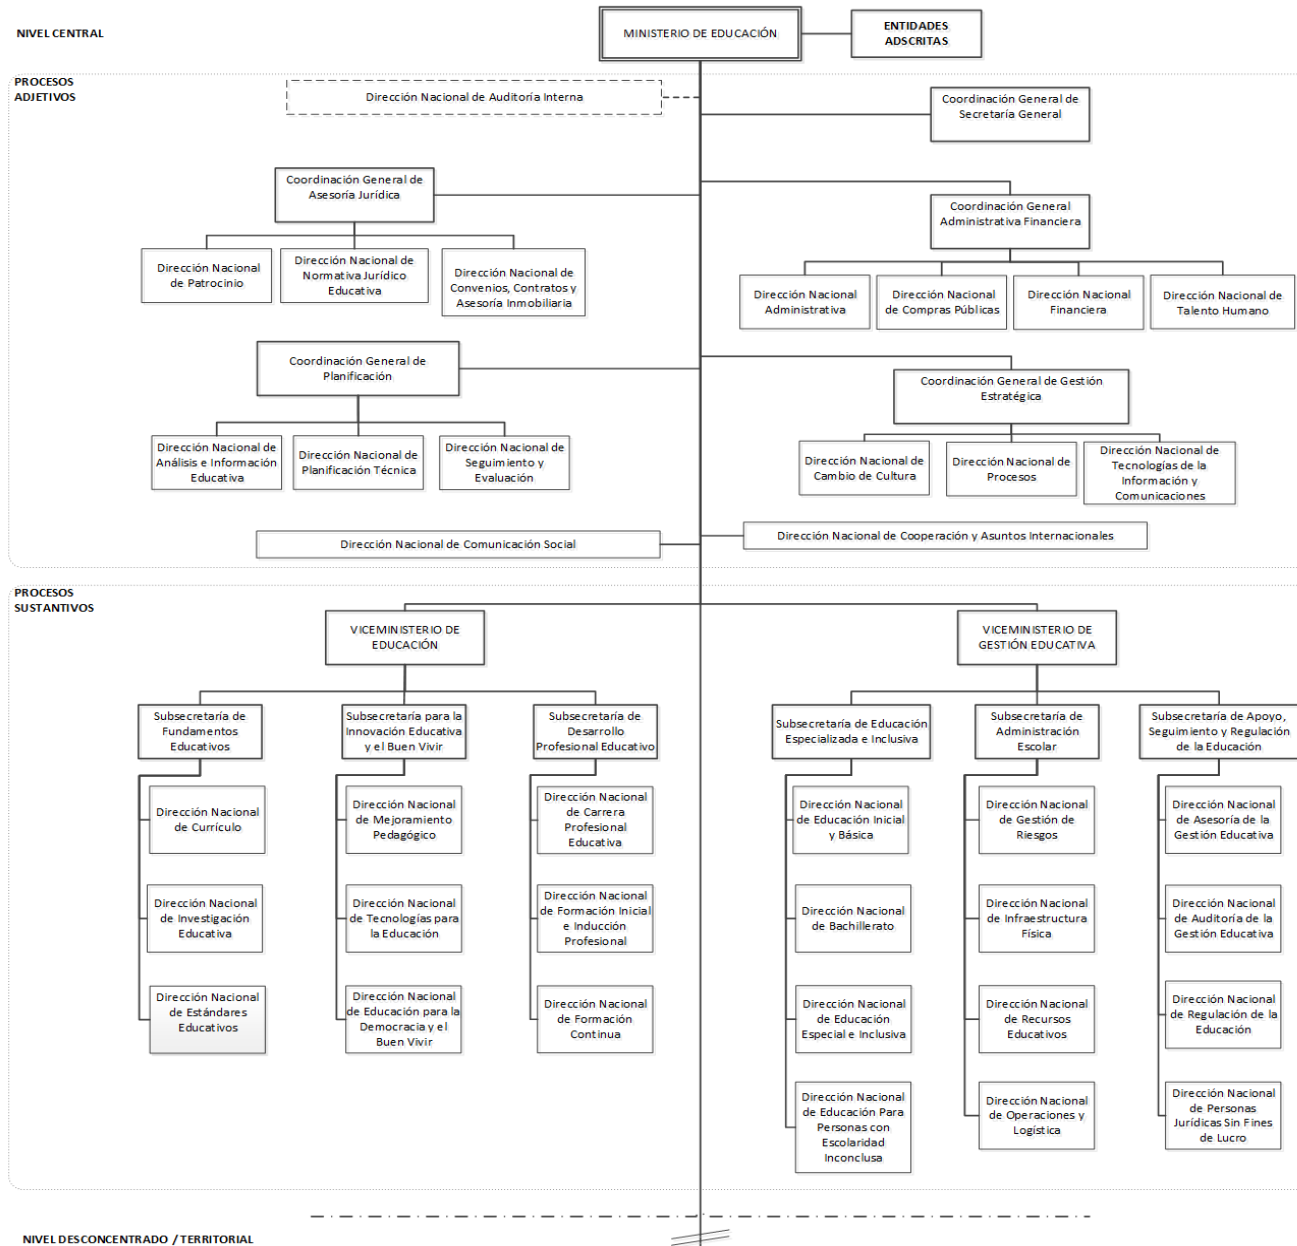 NIVEL CENTRAL
MINISTERIO DE EDUCACIÓN
ENTIDADES
ADSCRITAS
PROCESOS
ADJETIVOS
Dirección Nacional de Auditoría Interna
Coordinación General de
Secretaría General
Coordinación General de
Asesoría Jurídica
Coordinación General
Administrativa Financiera
Dirección Nacional
de Patrocinio
Dirección Nacional de
Normativa Jurídico
Educativa
Dirección Nacional de
Convenios, Contratos y
Asesoría Inmobiliaria
Dirección Nacional
Administrativa
Dirección Nacional
de Compras Públicas
Dirección Nacional
Financiera
Dirección Nacional de
Talento Humano
Coordinación General de
Planificación
Coordinación General de Gestión
Estratégica
Dirección Nacional de
Análisis e Información
Educativa
Dirección Nacional de
Planificación Técnica
Dirección Nacional de
Seguimiento y
Evaluación
Dirección Nacional de
Cambio de Cultura
Dirección Nacional de
Procesos
Dirección Nacional de
Tecnologías de la
Información y
Comunicaciones
Dirección Nacional de Comunicación Social
Dirección Nacional de Cooperación y Asuntos Internacionales
PROCESOS
SUSTANTIVOS
VICEMINISTERIO DE
EDUCACIÓN
VICEMINISTERIO DE
GESTIÓN EDUCATIVA
Subsecretaría de
Fundamentos
Educativos
Subsecretaría para la
Innovación Educativa
y el Buen Vivir
Subsecretaría de
Desarrollo
Profesional Educativo
Subsecretaría de Educación
Especializada e Inclusiva
Subsecretaría de
Administración
Escolar
Subsecretaría de Apoyo,
Seguimiento y Regulación
de la Educación
Dirección Nacional
de Currículo
Dirección Nacional
de Mejoramiento
Pedagógico
Dirección Nacional
de Carrera
Profesional
Educativa
Dirección Nacional
de Educación Inicial
y Básica
Dirección Nacional
de Gestión de
Riesgos
Dirección Nacional
de Asesoría de la
Gestión Educativa
Dirección Nacional
de Investigación
Educativa
Dirección Nacional
de Tecnologías para
la Educación
Dirección Nacional
de Formación Inicial
e Inducción
Profesional
Dirección Nacional
de Bachillerato
Dirección Nacional
de Infraestructura
Física
Dirección Nacional
de Auditoría de la
Gestión Educativa
Dirección Nacional
de Estándares
Educativos
Dirección Nacional
de Educación para la
Democracia y el
Buen Vivir
Dirección Nacional
de Formación
Continua
Dirección Nacional
de Educación
Especial e Inclusiva
Dirección Nacional
de Recursos
Educativos
Dirección Nacional
de Regulación de la
Educación
Dirección Nacional
de Educación Para
Personas con
Escolaridad
Inconclusa
Dirección Nacional
de Operaciones y
Logística
Dirección Nacional
de Personas
Jurídicas Sin Fines
de Lucro
NIVEL DESCONCENTRADO / TERRITORIAL